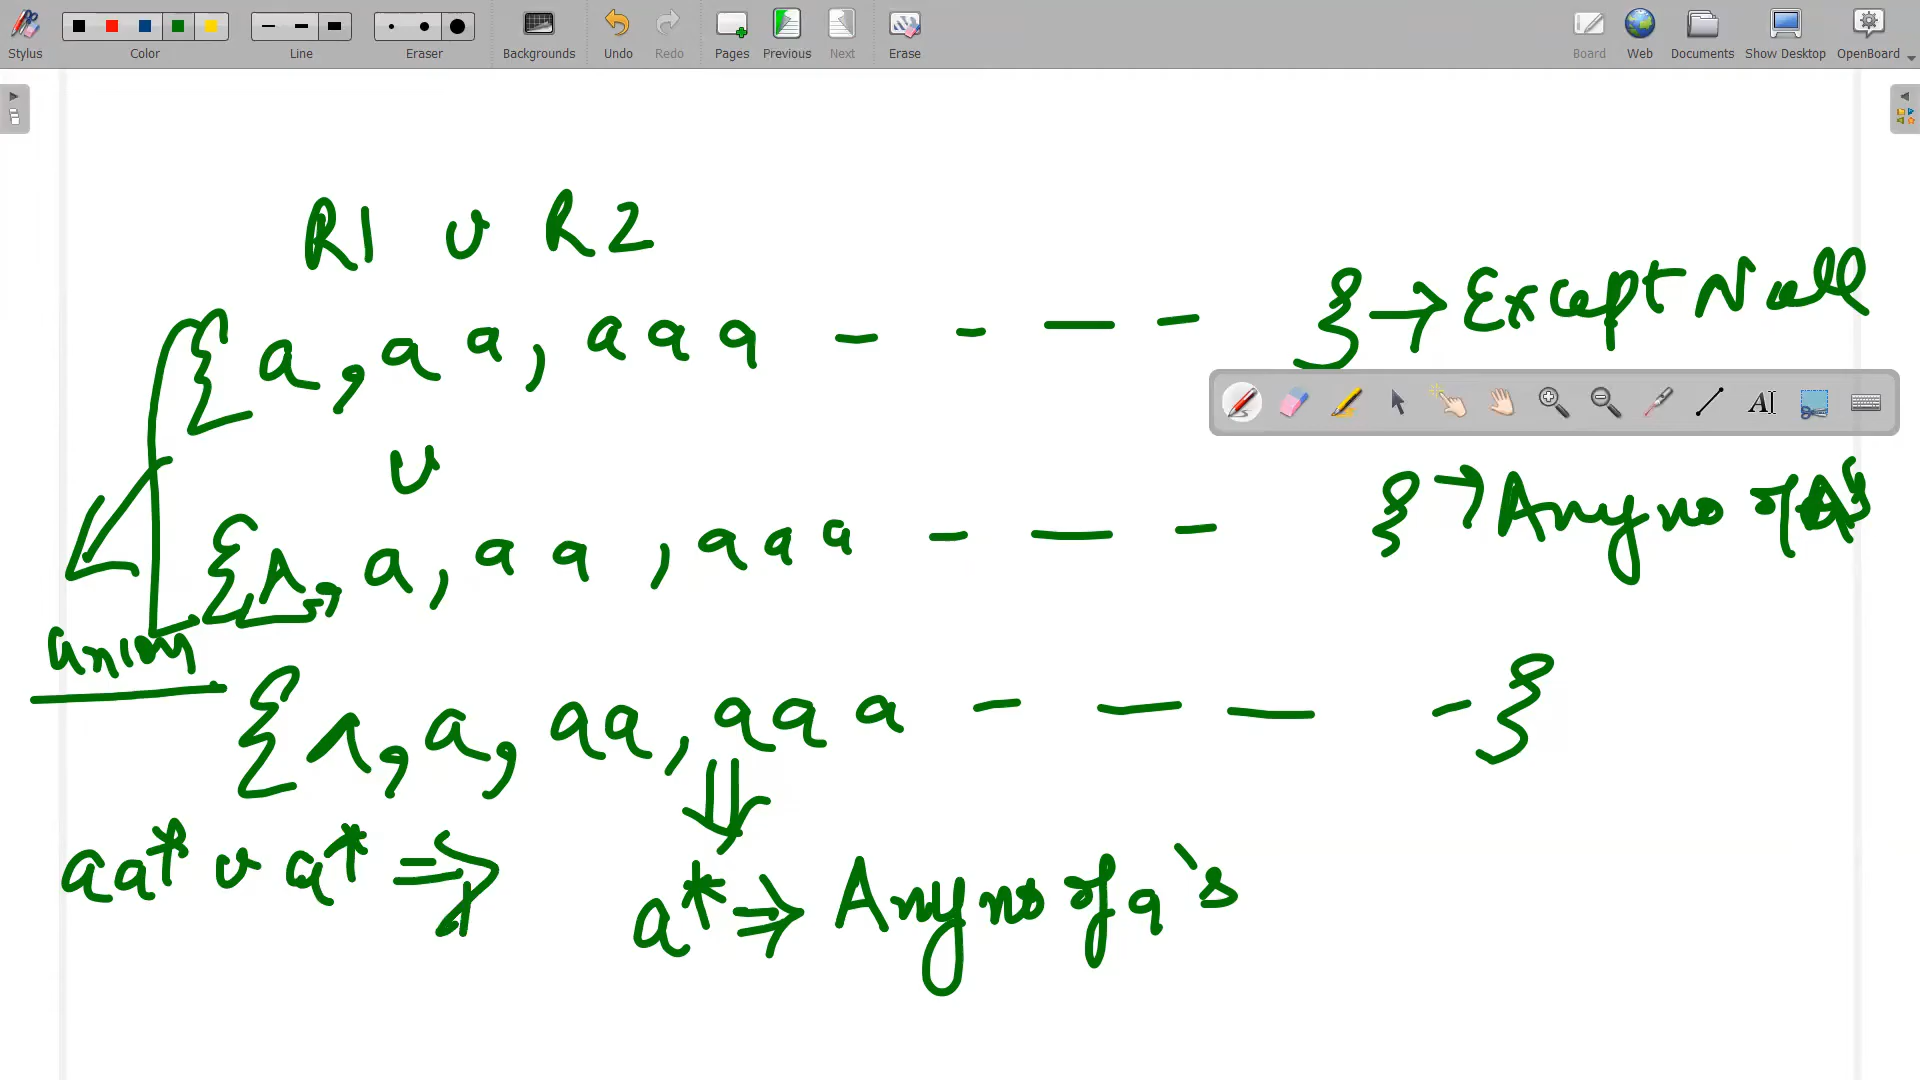 Stylus Color Line Eraser Backgrounds Undo Redo Pages Previous Next Erase Board Web Documents Show Desktop OpenBoard
R1 ∪ R2
{a, aa, aaa - - — - } → Except Null
∪
{Λ, a, aa, aaa - — - } → Any no of a's
union
{Λ, a, aa, aaa - — — - }
aa* ∪ a* ⇒ a* ⇒ Any no of a's